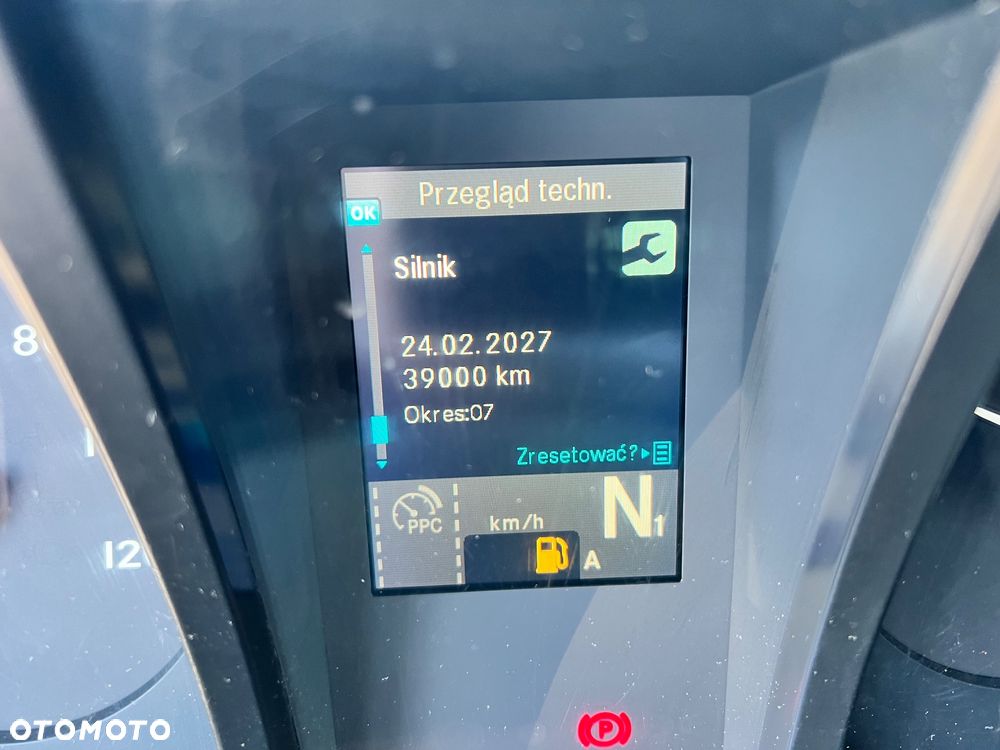 Przegląd techn.
OK
Silnik
24.02.2027
39000 km
Okres:07
Zresetować?
PPC
km/h
N1
A
8
12
P
OTOMOTO